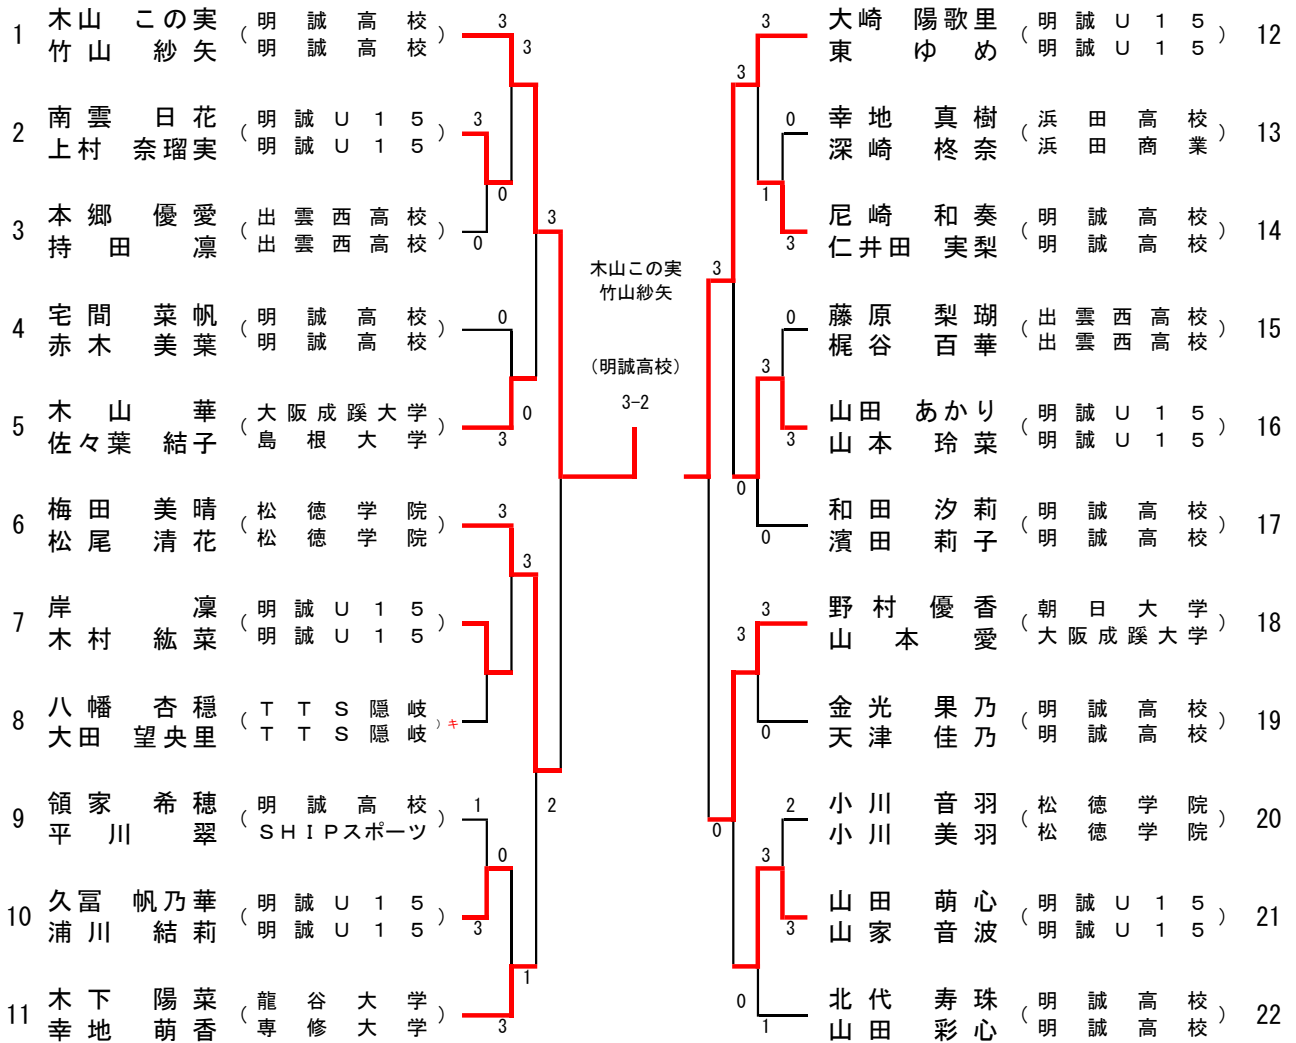 1 木山 この実 (明誠高校) 3
竹山 紗矢 (明誠高校) 3
2 南雲 日花 (明誠U15) 3
上村 奈瑠実 (明誠U15) 0
3 本郷 優愛 (出雲西高校) 3
持田 凛 (出雲西高校) 0
4 宅間 菜帆 (明誠高校) 0
赤木 美葉 (明誠高校)
5 木山 華 (大阪成蹊大学) 0
佐々葉 結子 (島根大学) 3
6 梅田 美晴 (松徳学院) 3
松尾 清花 (松徳学院) 3
7 岸 凜 (明誠U15)
木村 紘菜 (明誠U15)
8 八幡 杏穏 (TTS隠岐) キ
大田 望央里 (TTS隠岐)
9 領家 希穂 (明誠高校) 1 2
平川 翠 (SHIPスポーツ) 0
10 久冨 帆乃華 (明誠U15)
浦川 結莉 (明誠U15) 3
11 木下 陽菜 (龍谷大学) 1
幸地 萌香 (専修大学) 3
木山この実
竹山紗矢
(明誠高校)
3-2
3 大崎 陽歌里 (明誠U15) 12
3 東 ゆめ (明誠U15)
0 幸地 真樹 (浜田高校) 13
深崎 柊奈 (浜田商業)
1 尼崎 和奏 (明誠高校) 14
3 仁井田 実梨 (明誠高校)
3
0 藤原 梨瑚 (出雲西高校) 15
梶谷 百華 (出雲西高校)
3 山田 あかり (明誠U15) 16
3 山本 玲菜 (明誠U15)
0 和田 汐莉 (明誠高校) 17
0 濱田 莉子 (明誠高校)
3 野村 優香 (朝日大学) 18
3 山本 愛 (大阪成蹊大学)
金光 果乃 (明誠高校) 19
0 天津 佳乃 (明誠高校)
2 小川 音羽 (松徳学院) 20
0 小川 美羽 (松徳学院)
3 山田 萌心 (明誠U15) 21
3 山家 音波 (明誠U15)
0 北代 寿珠 (明誠高校) 22
1 山田 彩心 (明誠高校)